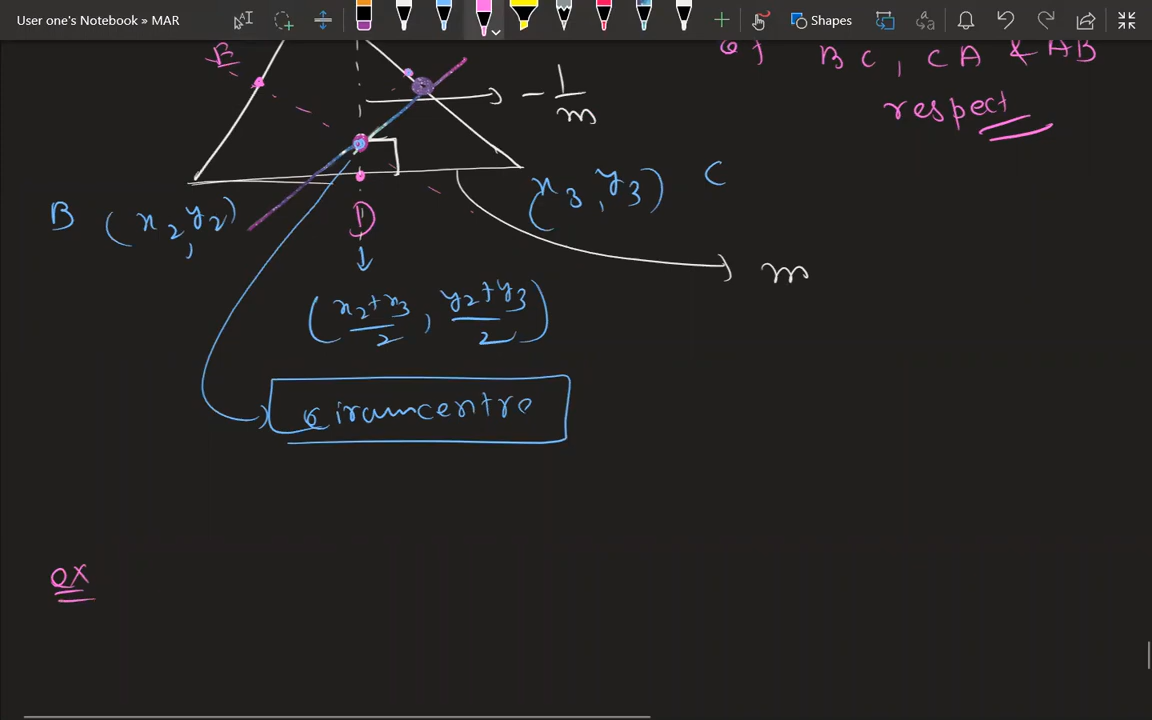 User one's Notebook » MAR
Shapes
of BC, CA & AB
respect
E
-1/m
B (x2, y2)
D
(x3, y3) C
m
(x2+x3/2, y2+y3/2)
circumcentre
ex